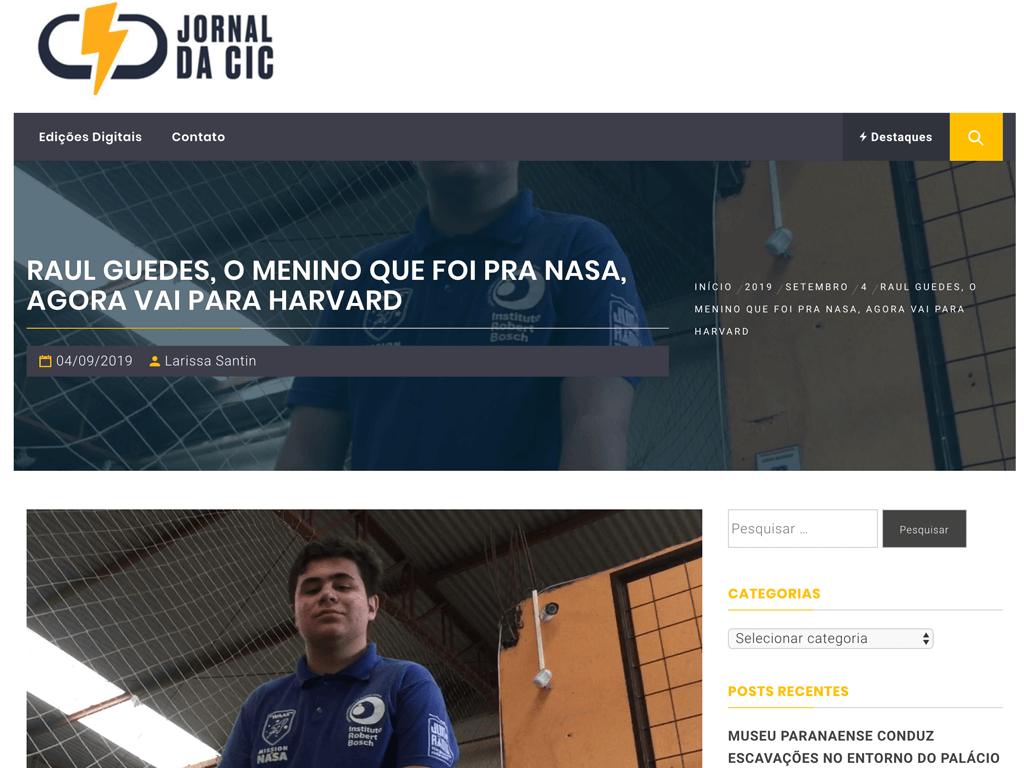 JORNAL
DA CIC
Edições Digitais
Contato
Destaques
RAUL GUEDES, O MENINO QUE FOI PRA NASA,
AGORA VAI PARA HARVARD
04/09/2019
Larissa Santin
INÍCIO / 2019 / SETEMBRO / 4 / RAUL GUEDES, O
MENINO QUE FOI PRA NASA, AGORA VAI PARA
HARVARD
Instituto
Robert
Bosch
Pesquisar …
Pesquisar
CATEGORIAS
Selecionar categoria
POSTS RECENTES
MUSEU PARANAENSE CONDUZ
ESCAVAÇÕES NO ENTORNO DO PALÁCIO
MISSION
NASA
Instituto
Robert
Bosch